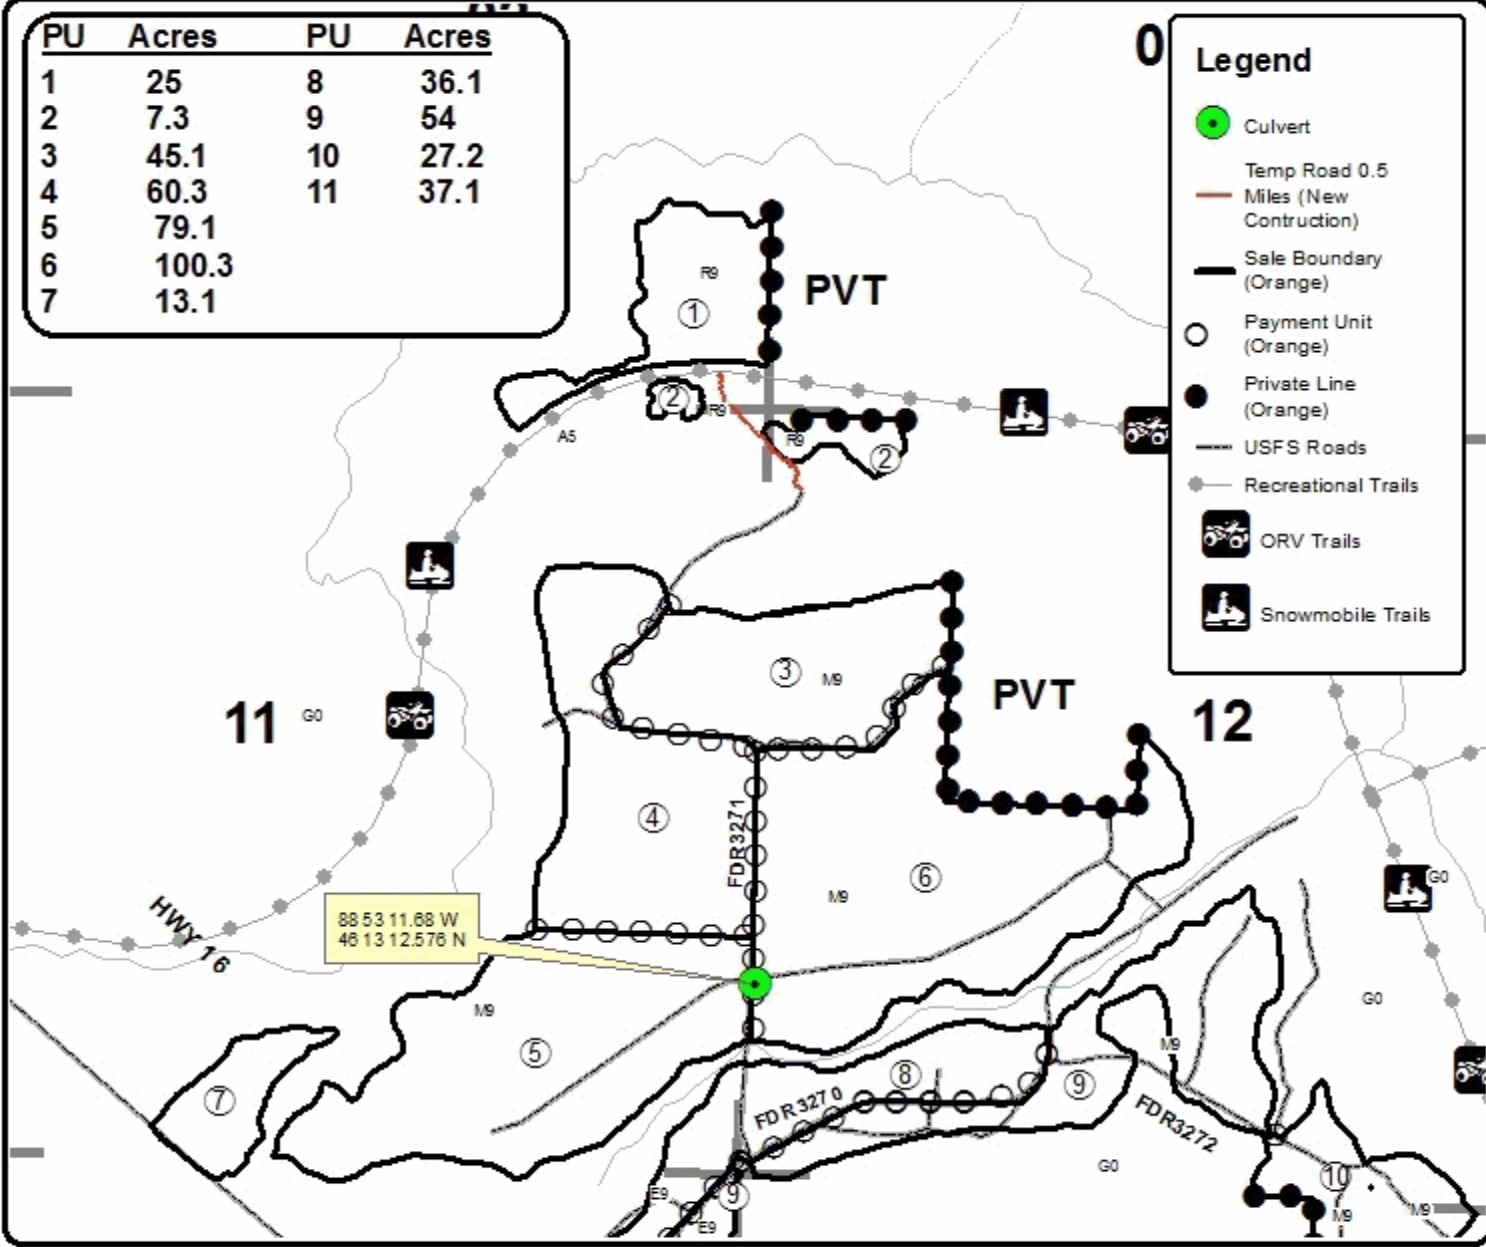 PU Acres PU Acres
1 25 8 36.1
2 7.3 9 54
3 45.1 10 27.2
4 60.3 11 37.1
5 79.1
6 100.3
7 13.1
0
Legend
Culvert
Temp Road 0.5
Miles (New
Contruction)
Sale Boundary
(Orange)
Payment Unit
(Orange)
Private Line
(Orange)
USFS Roads
Recreational Trails
ORV Trails
Snowmobile Trails
R9
PVT
1
2
R9
A5
R9
2
3
M9
PVT
11
G0
12
4
FDR3271
6
M9
G0
HWY 16
88 53 11.68 W
46 13 12.576 N
M9
G0
5
M9
7
8
9
FDR3270
FDR3272
G0
10
E9
9
E9
M9
M9